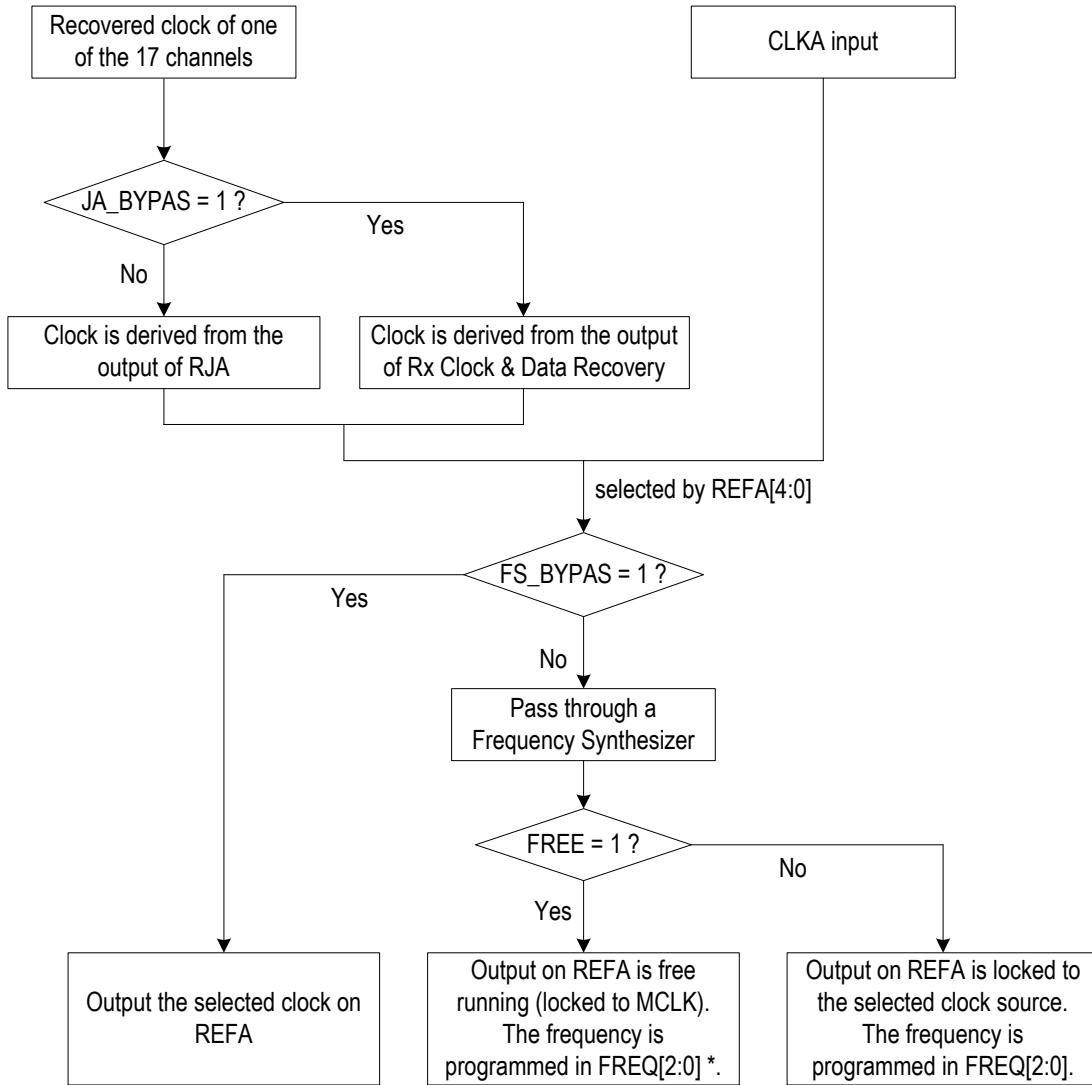 Recovered clock of one
of the 17 channels
CLKA input
JA_BYPAS = 1 ?
Yes
No
Clock is derived from the
output of RJA
Clock is derived from the output
of Rx Clock & Data Recovery
selected by REFA[4:0]
FS_BYPAS = 1 ?
Yes
No
Pass through a
Frequency Synthesizer
FREE = 1 ?
No
Yes
Output the selected clock on
REFA
Output on REFA is free
running (locked to MCLK).
The frequency is
programmed in FREQ[2:0] *.
Output on REFA is locked to
the selected clock source.
The frequency is
programmed in FREQ[2:0].